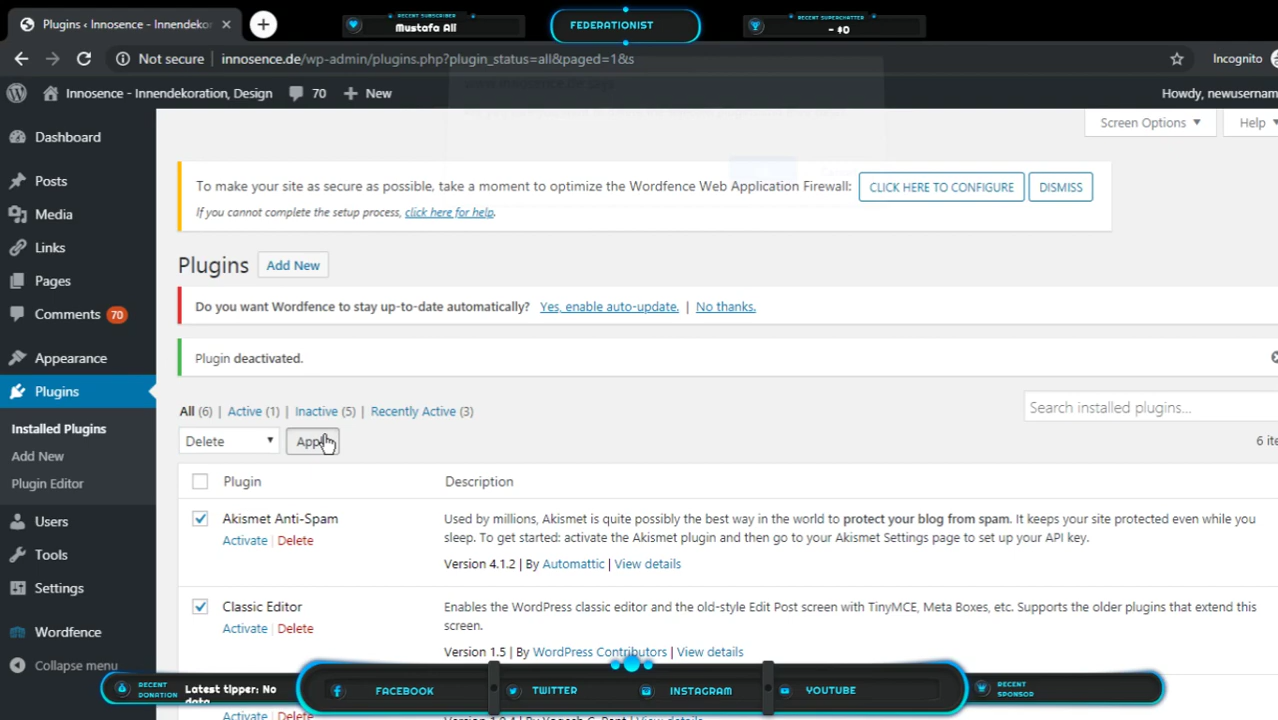 Plugins ‹ Innosence - Innendekor
RECENT SUBSCRIBER
Mustafa Ali
FEDERATIONIST
RECENT SUPERCHATTER
- $0
Not secure
innosence.de/wp-admin/plugins.php?plugin_status=all&paged=1&s
Incognito
Innosence - Innendekoration, Design
70
New
Howdy, newusernam
Screen Options
Help
Dashboard
Posts
Media
Links
Pages
Comments 70
Appearance
Plugins
Installed Plugins
Add New
Plugin Editor
Users
Tools
Settings
Wordfence
Collapse menu
To make your site as secure as possible, take a moment to optimize the Wordfence Web Application Firewall: CLICK HERE TO CONFIGURE DISMISS
If you cannot complete the setup process, click here for help.
Plugins Add New
Do you want Wordfence to stay up-to-date automatically? Yes, enable auto-update. | No thanks.
Plugin deactivated.
All (6) | Active (1) | Inactive (5) | Recently Active (3)
Search installed plugins...
Delete
App
6 ite
Plugin
Description
Akismet Anti-Spam
Activate | Delete
Used by millions, Akismet is quite possibly the best way in the world to protect your blog from spam. It keeps your site protected even while you
sleep. To get started: activate the Akismet plugin and then go to your Akismet Settings page to set up your API key.
Version 4.1.2 | By Automattic | View details
Classic Editor
Activate | Delete
Enables the WordPress classic editor and the old-style Edit Post screen with TinyMCE, Meta Boxes, etc. Supports the older plugins that extend this
screen.
Version 1.5 | By WordPress Contributors | View details
RECENT
DONATION
Latest tipper: No
data
FACEBOOK
TWITTER
INSTAGRAM
YOUTUBE
RECENT
SPONSOR
Activate | Delete